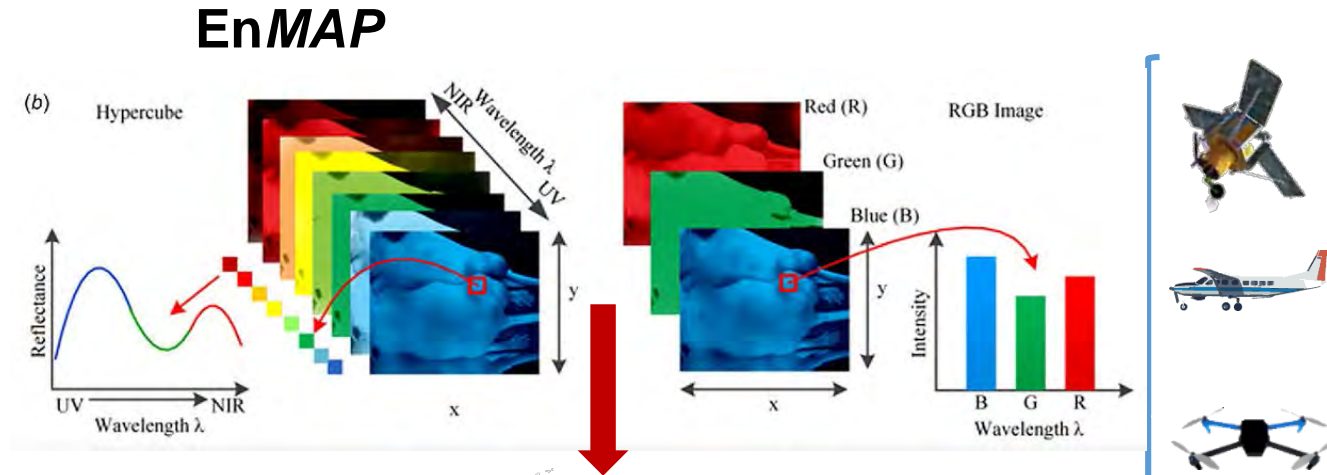 EnMAP
(b)
Hypercube
NIR
Wavelength λ
UV
Reflectance
UV
NIR
Wavelength λ
y
x
Red (R)
Green (G)
Blue (B)
RGB Image
y
x
Intensity
B G R
Wavelength λ